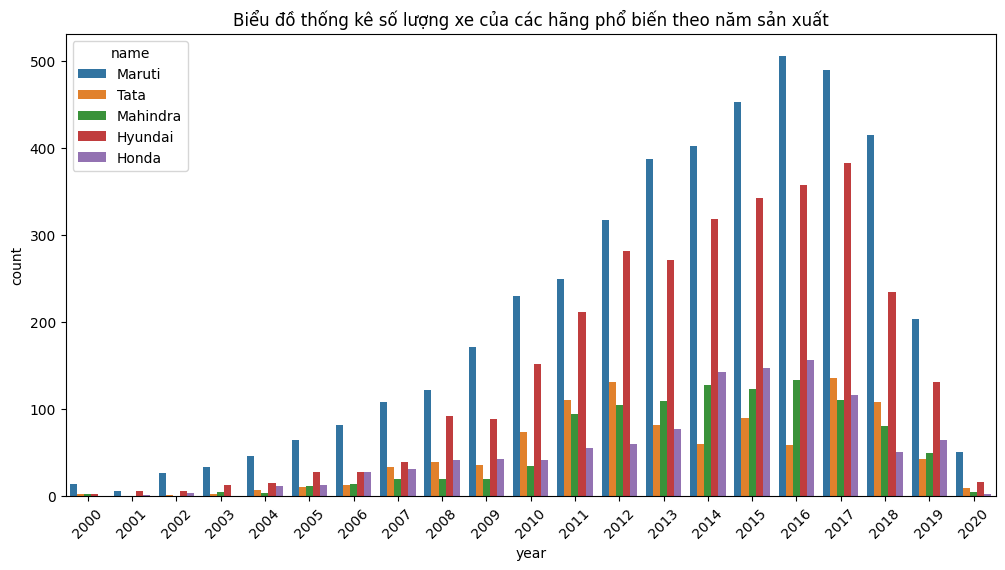 Biểu đồ thống kê số lượng xe của các hãng phổ biến theo năm sản xuất
name
Maruti
Tata
Mahindra
Hyundai
Honda
count
500
400
300
200
100
0
2000 2001 2002 2003 2004 2005 2006 2007 2008 2009 2010 2011 2012 2013 2014 2015 2016 2017 2018 2019 2020
year